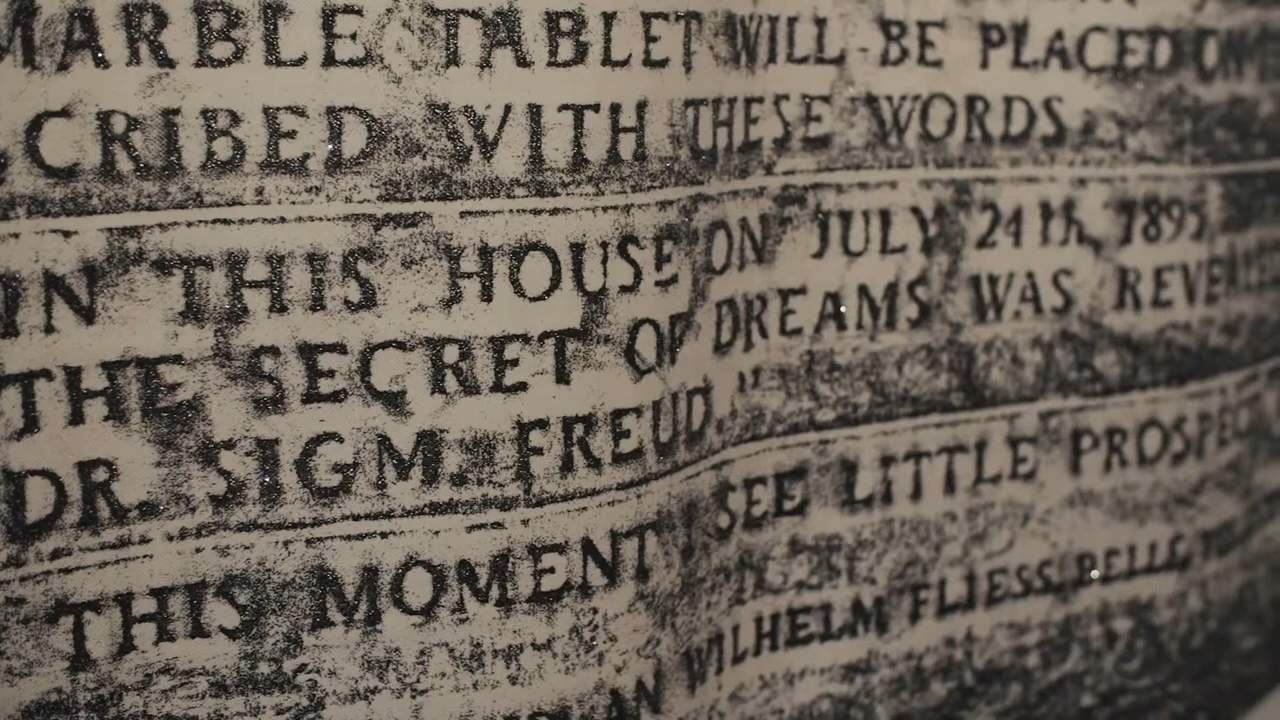 MARBLE TABLET WILL BE PLACED ON
CRIBED WITH THESE WORDS
IN THIS HOUSE ON JULY 24th, 1895
THE SECRET OF DREAMS WAS REVE
DR. SIGM. FREUD."
THIS MOMENT I SEE LITTLE PROSPEC
WILHELM FLIESS, BELLE